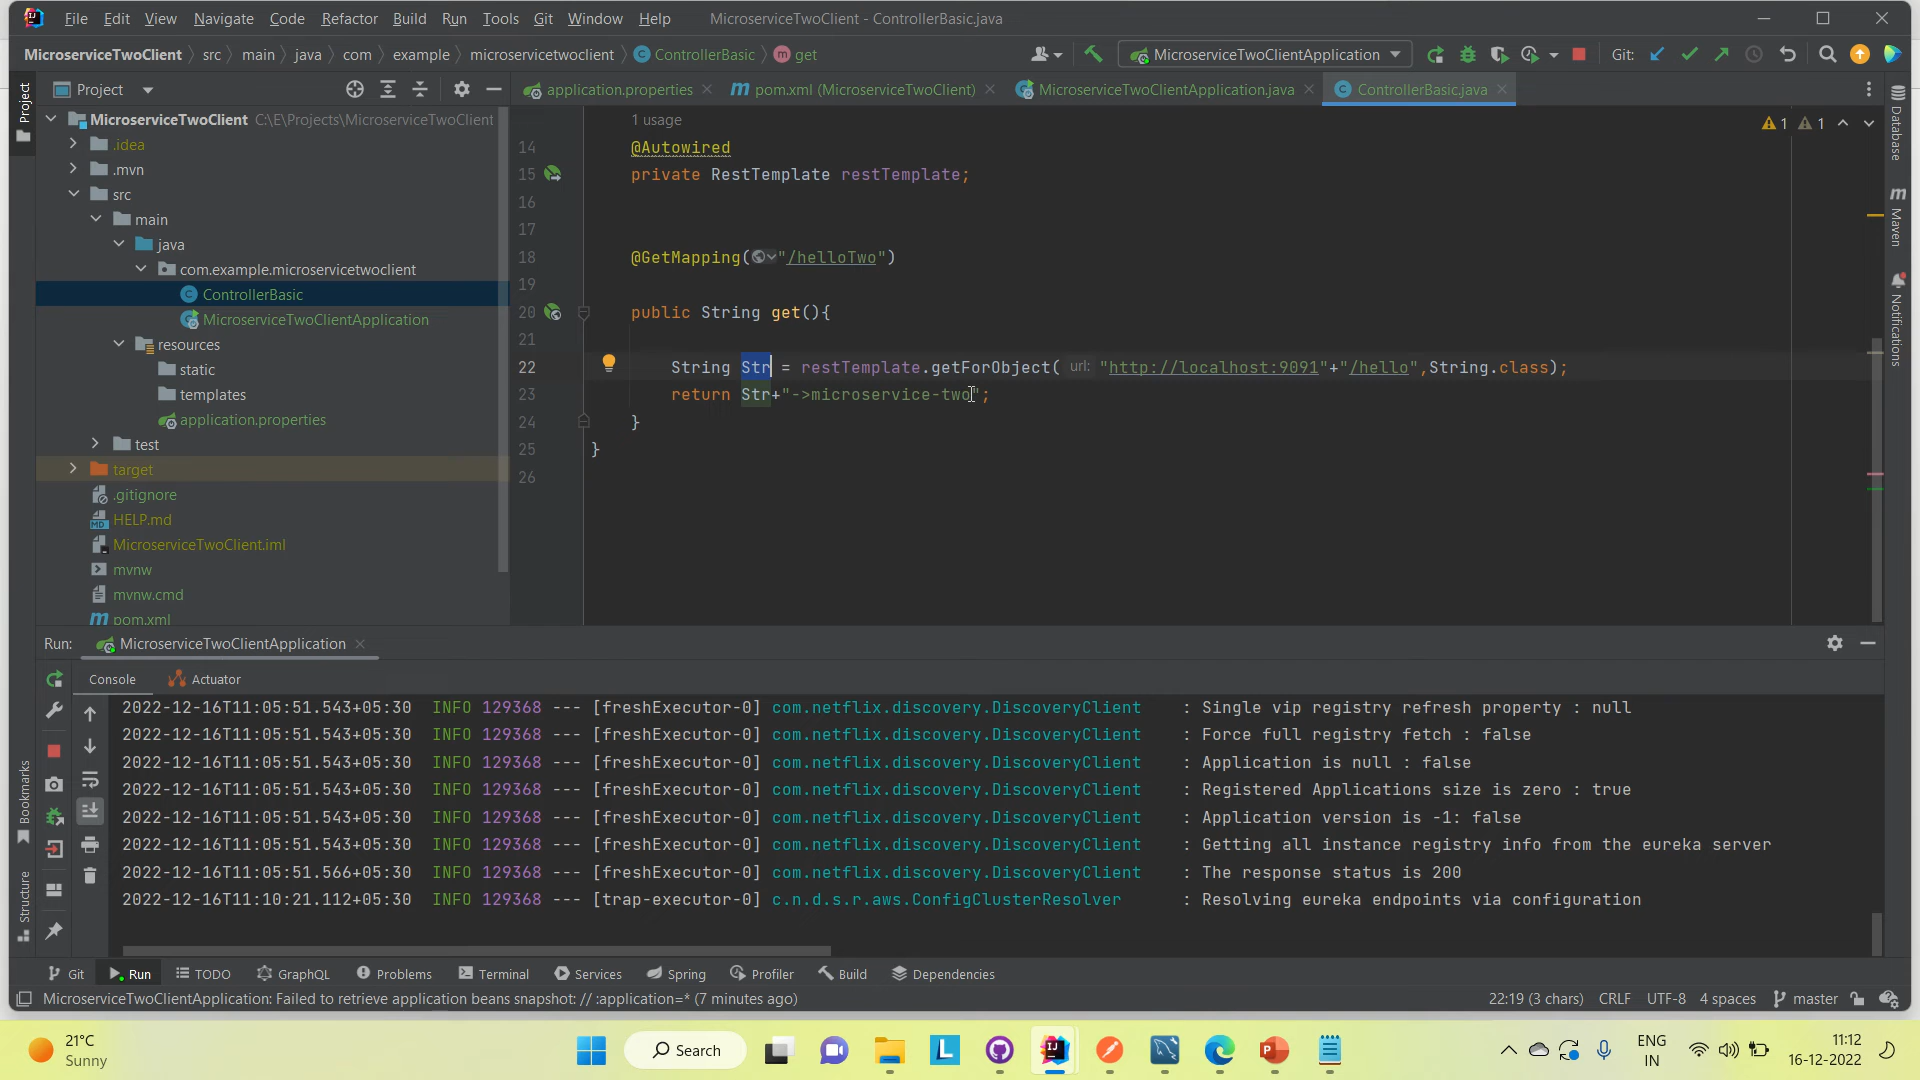 File Edit View Navigate Code Refactor Build Run Tools Git Window Help MicroserviceTwoClient - ControllerBasic.java
MicroserviceTwoClient src main java com example microservicetwoclient ControllerBasic get MicroserviceTwoClientApplication Git:
Project
application.properties pom.xml (MicroserviceTwoClient) MicroserviceTwoClientApplication.java ControllerBasic.java
MicroserviceTwoClient C:\E\Projects\MicroserviceTwoClient
.idea
.mvn
src
main
java
com.example.microservicetwoclient
ControllerBasic
MicroserviceTwoClientApplication
resources
static
templates
application.properties
test
target
.gitignore
HELP.md
MicroserviceTwoClient.iml
mvnw
mvnw.cmd
pom.xml
1 usage
14 @Autowired
15 private RestTemplate restTemplate;
16
17
18 @GetMapping("/helloTwo")
19
20 public String get(){
21
22 String Str = restTemplate.getForObject( url: "http://localhost:9091"+"/hello",String.class);
23 return Str+"->microservice-two";
24 }
25 }
26
1 1
Project
Bookmarks
Structure
Database
Maven
Notifications
Run: MicroserviceTwoClientApplication
Console Actuator
2022-12-16T11:05:51.543+05:30 INFO 129368 --- [freshExecutor-0] com.netflix.discovery.DiscoveryClient : Single vip registry refresh property : null
2022-12-16T11:05:51.543+05:30 INFO 129368 --- [freshExecutor-0] com.netflix.discovery.DiscoveryClient : Force full registry fetch : false
2022-12-16T11:05:51.543+05:30 INFO 129368 --- [freshExecutor-0] com.netflix.discovery.DiscoveryClient : Application is null : false
2022-12-16T11:05:51.543+05:30 INFO 129368 --- [freshExecutor-0] com.netflix.discovery.DiscoveryClient : Registered Applications size is zero : true
2022-12-16T11:05:51.543+05:30 INFO 129368 --- [freshExecutor-0] com.netflix.discovery.DiscoveryClient : Application version is -1: false
2022-12-16T11:05:51.543+05:30 INFO 129368 --- [freshExecutor-0] com.netflix.discovery.DiscoveryClient : Getting all instance registry info from the eureka server
2022-12-16T11:05:51.566+05:30 INFO 129368 --- [freshExecutor-0] com.netflix.discovery.DiscoveryClient : The response status is 200
2022-12-16T11:10:21.112+05:30 INFO 129368 --- [trap-executor-0] c.n.d.s.r.aws.ConfigClusterResolver : Resolving eureka endpoints via configuration
Git Run TODO GraphQL Problems Terminal Services Spring Profiler Build Dependencies
MicroserviceTwoClientApplication: Failed to retrieve application beans snapshot: // :application=* (7 minutes ago) 22:19 (3 chars) CRLF UTF-8 4 spaces master
21°C
Sunny
Search
ENG
IN
11:12
16-12-2022